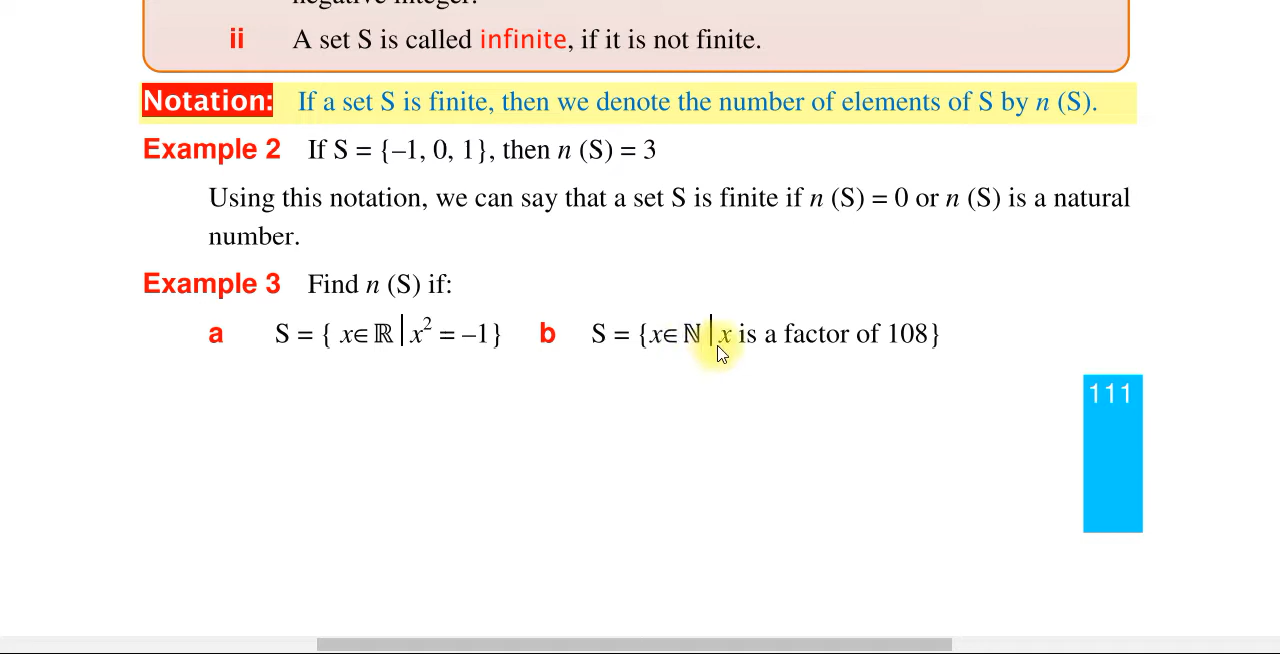 negative integer.
ii A set S is called infinite, if it is not finite.
Notation: If a set S is finite, then we denote the number of elements of S by n (S).
Example 2 If S = {–1, 0, 1}, then n (S) = 3
Using this notation, we can say that a set S is finite if n (S) = 0 or n (S) is a natural
number.
Example 3 Find n (S) if:
a S = { x∈ ℝ | x² = –1} b S = {x∈ ℕ | x is a factor of 108}
111